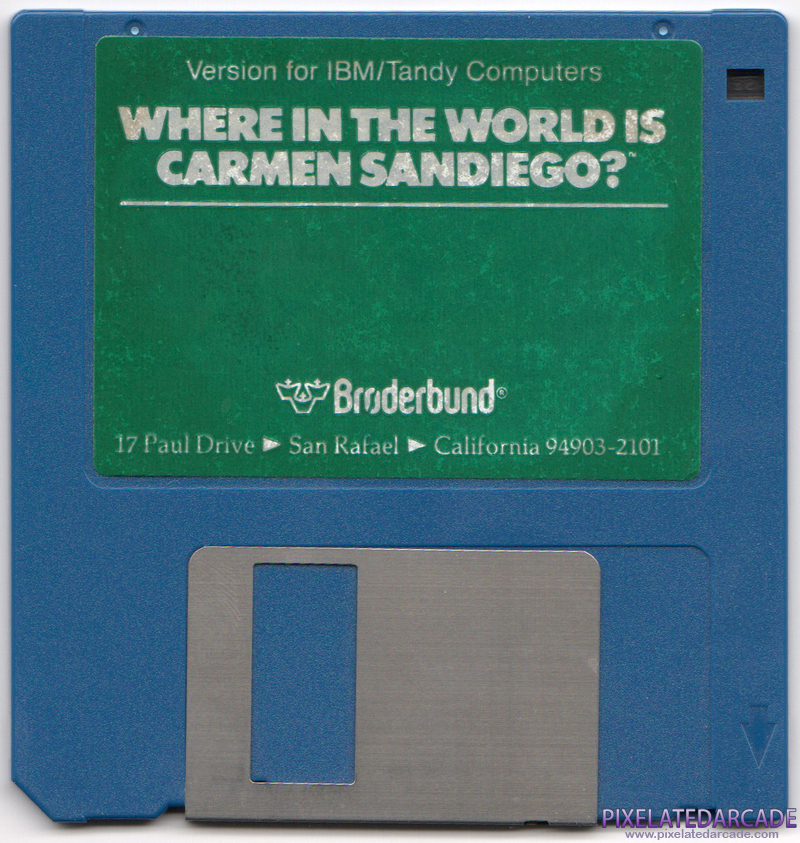 Version for IBM/Tandy Computers
WHERE IN THE WORLD IS
CARMEN SANDIEGO?™
Brøderbund®
17 Paul Drive ► San Rafael ► California 94903-2101
PIXELATEDARCADE
www.pixelatedarcade.com